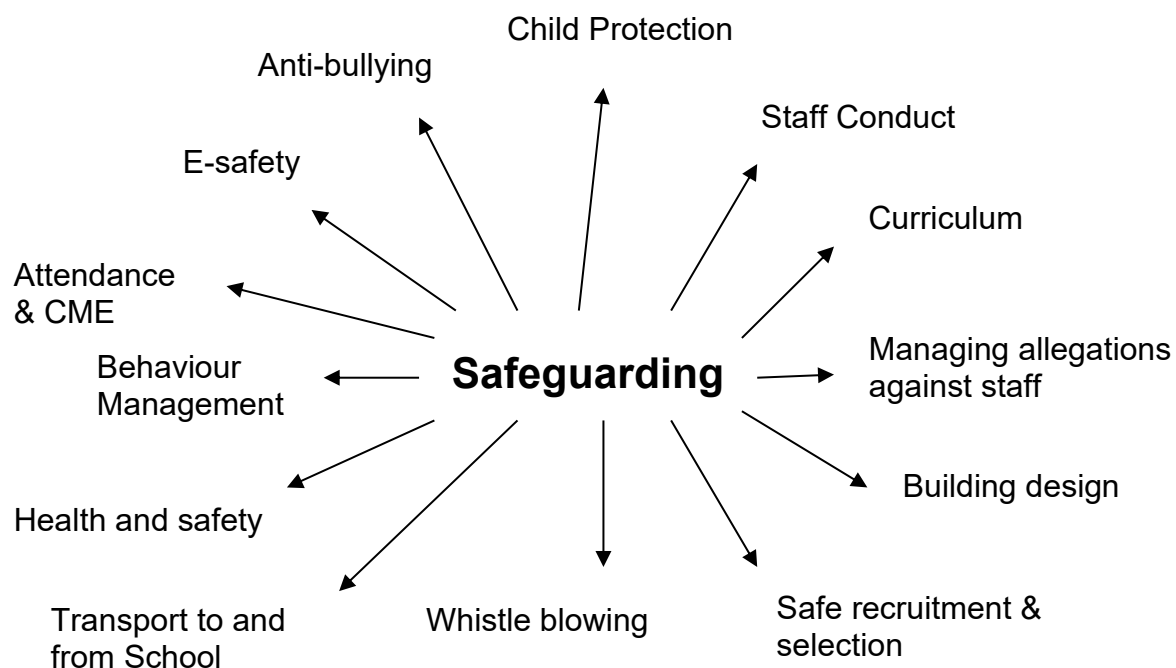 Child Protection
Anti-bullying
Staff Conduct
E-safety
Curriculum
Attendance
& CME
Managing allegations
against staff
Behaviour
Management
Safeguarding
Building design
Health and safety
Transport to and
from School
Whistle blowing
Safe recruitment &
selection